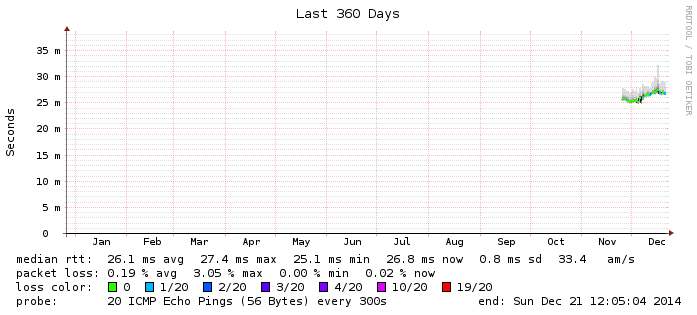 Last 360 Days
RRDTOOL / TOBI OETIKER
Seconds
35 m
30 m
25 m
20 m
15 m
10 m
5 m
0
Jan Feb Mar Apr May Jun Jul Aug Sep Oct Nov Dec
median rtt: 26.1 ms avg 27.4 ms max 25.1 ms min 26.8 ms now 0.8 ms sd 33.4 am/s
packet loss: 0.19 % avg 3.05 % max 0.00 % min 0.02 % now
loss color: 0 1/20 2/20 3/20 4/20 10/20 19/20
probe: 20 ICMP Echo Pings (56 Bytes) every 300s end: Sun Dec 21 12:05:04 2014